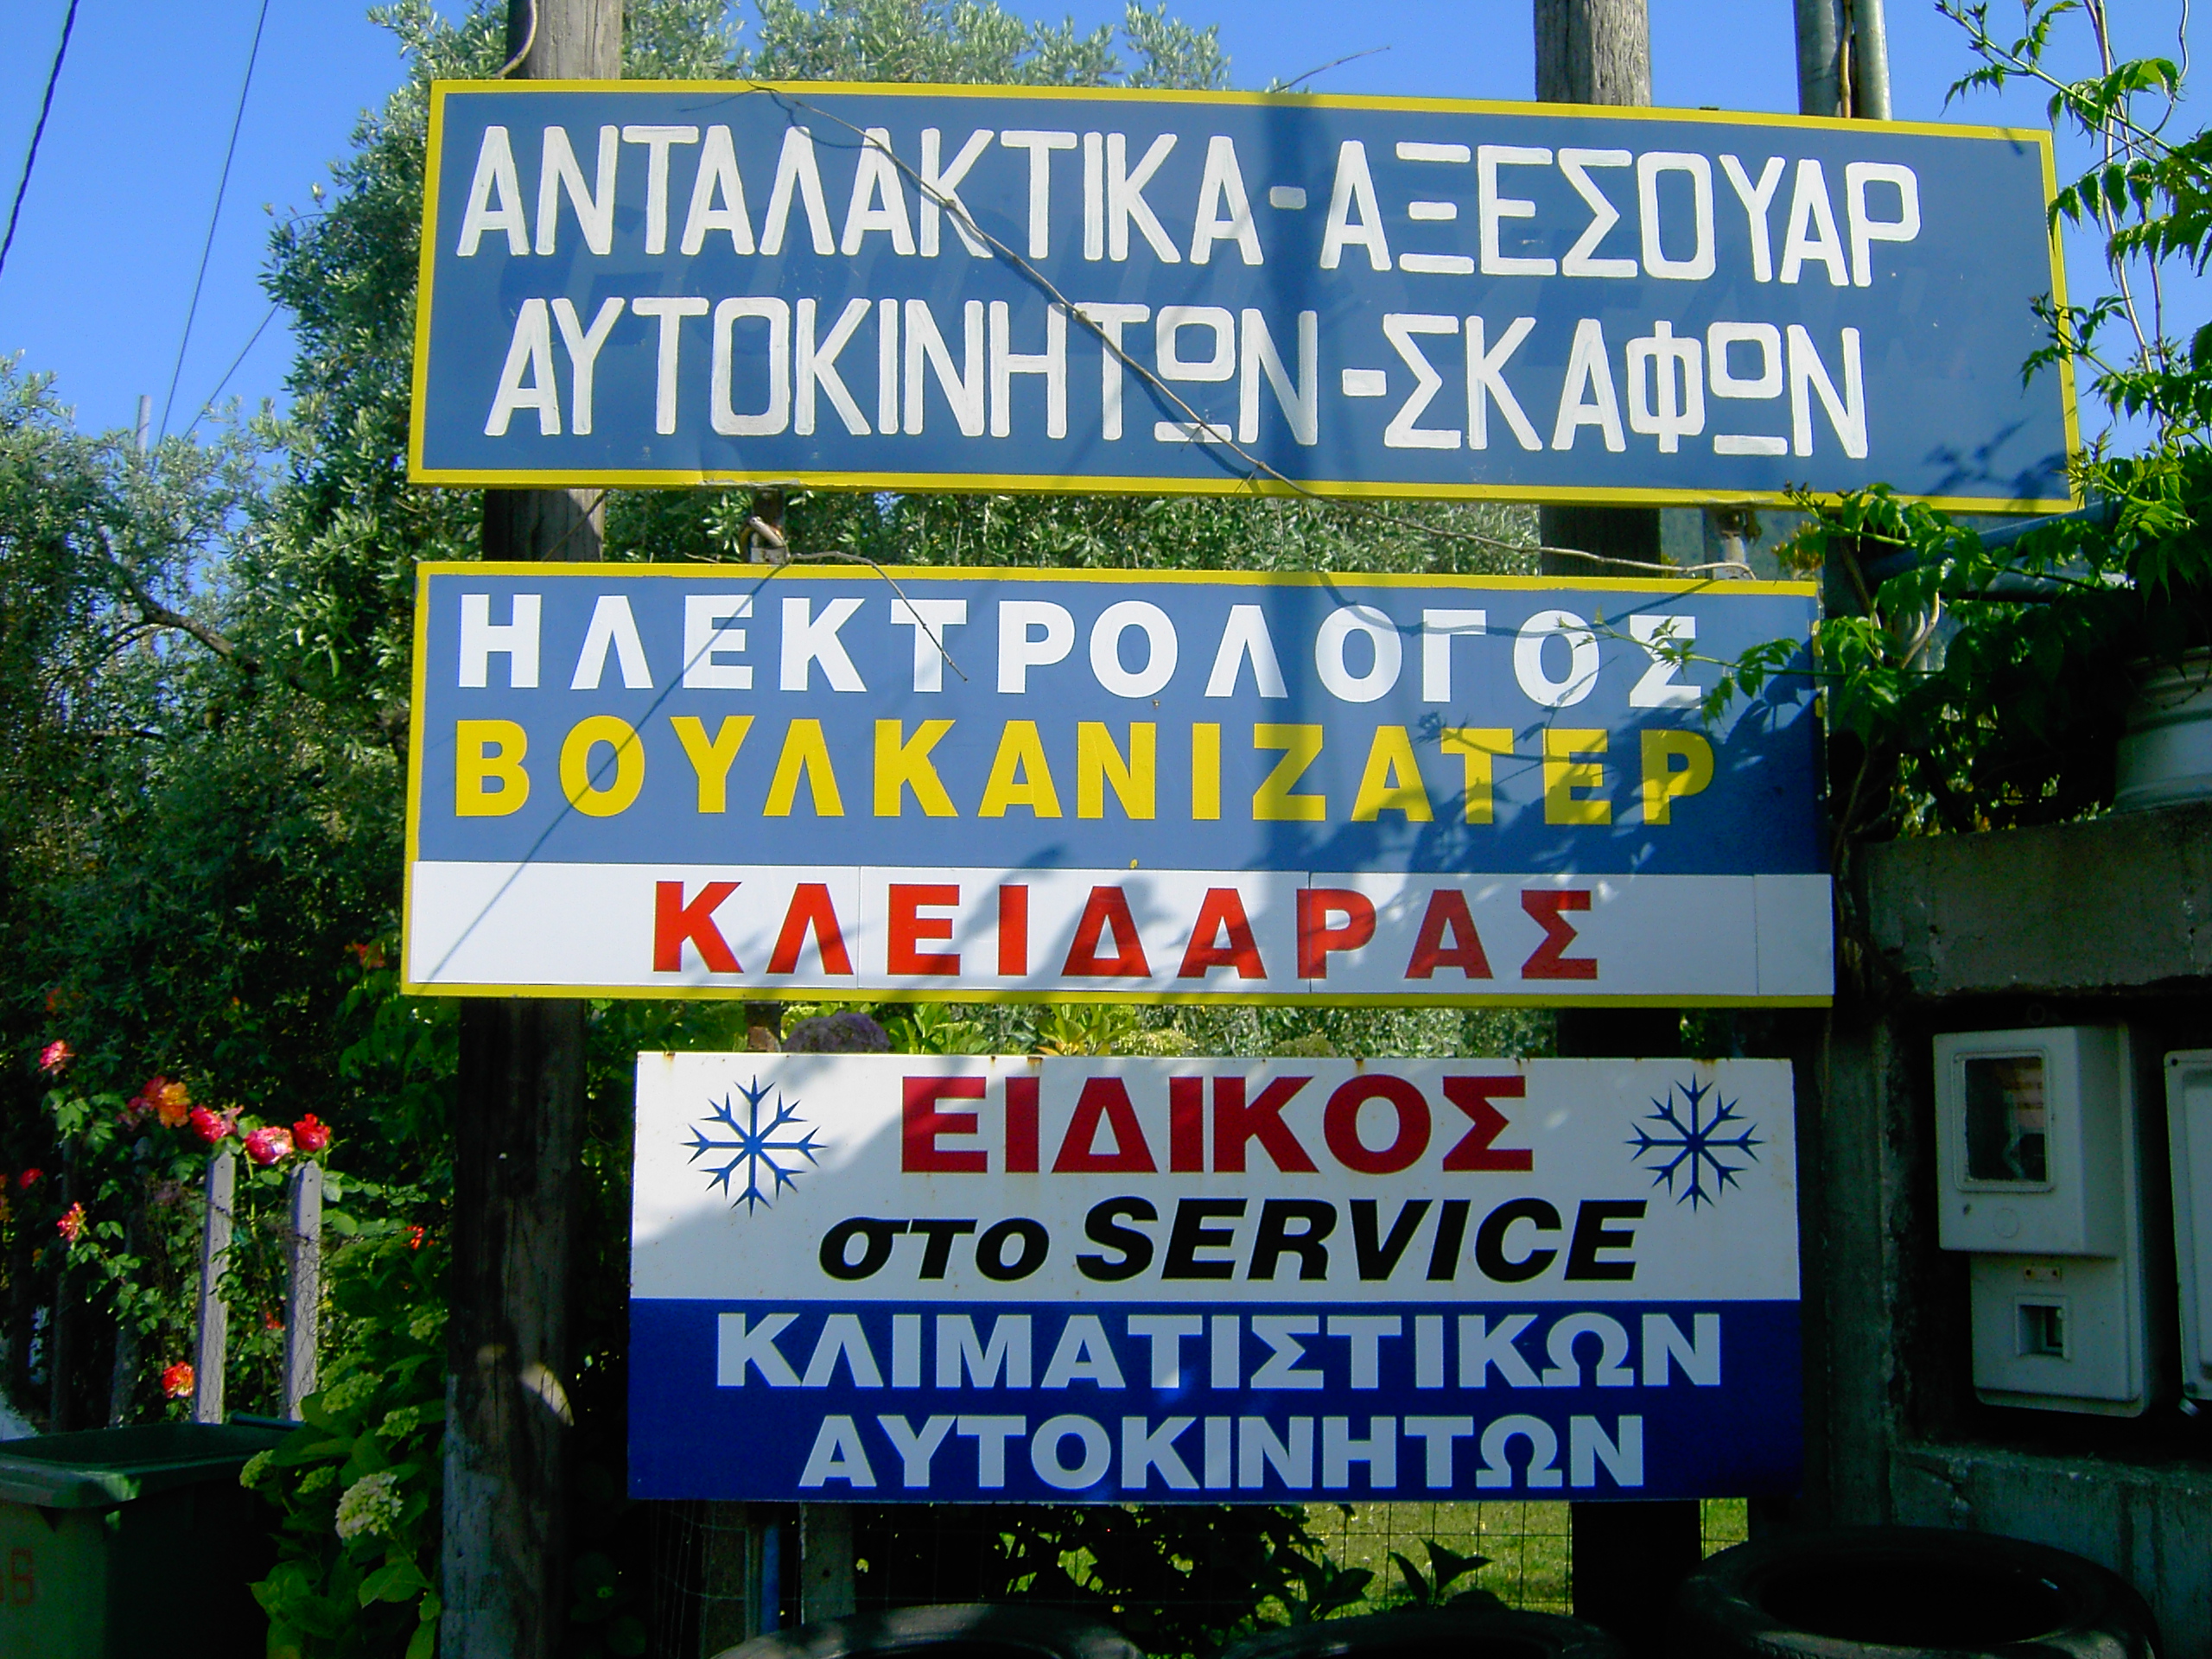 ΑΝΤΑΛΑΚΤΙΚΑ-ΑΞΕΣΟΥΑΡ
ΑΥΤΟΚΙΝΗΤΩΝ-ΣΚΑΦΩΝ
ΗΛΕΚΤΡΟΛΟΓΟΣ
ΒΟΥΛΚΑΝΙΖΑΤΕΡ
ΚΛΕΙΔΑΡΑΣ
ΕΙΔΙΚΟΣ
στο SERVICE
ΚΛΙΜΑΤΙΣΤΙΚΩΝ
ΑΥΤΟΚΙΝΗΤΩΝ